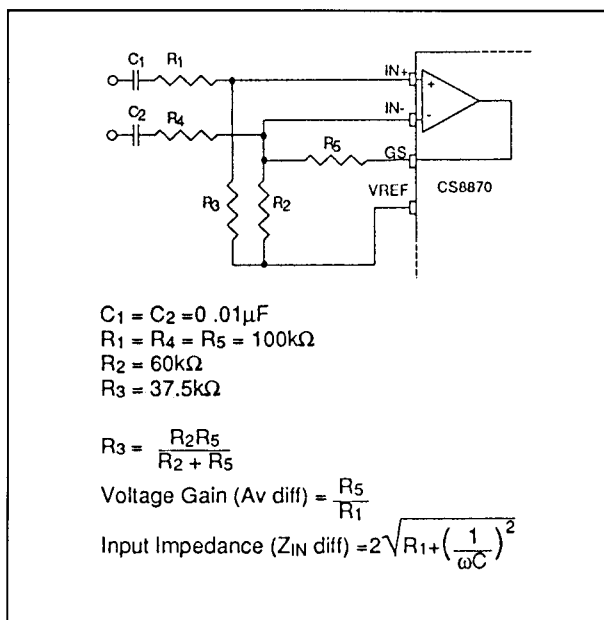 C1 R1
IN+
+
C2 R4
IN-
-
R5 GS
VREF CS8870
R3 R2
C1 = C2 =0 .01µF
R1 = R4 = R5 = 100kΩ
R2 = 60kΩ
R3 = 37.5kΩ
R3 = R2R5 / R2 + R5
Voltage Gain (Av diff) = R5 / R1
Input Impedance (ZIN diff) =2√R1+(1/ωC)²